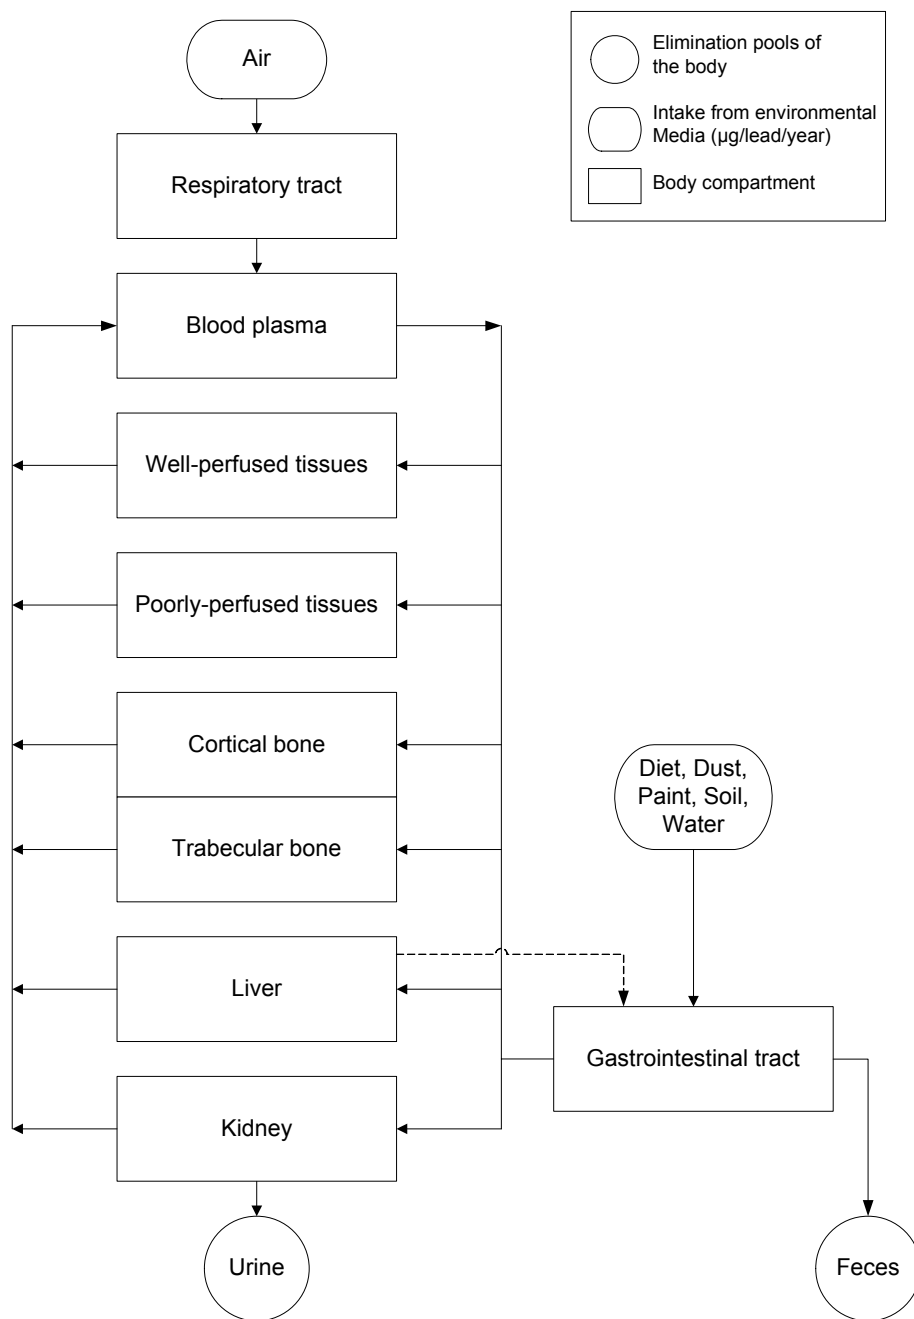 Air
Elimination pools of
the body
Intake from environmental
Media (µg/lead/year)
Body compartment
Respiratory tract
Blood plasma
Well-perfused tissues
Poorly-perfused tissues
Cortical bone
Trabecular bone
Diet, Dust,
Paint, Soil,
Water
Liver
Gastrointestinal tract
Kidney
Urine
Feces